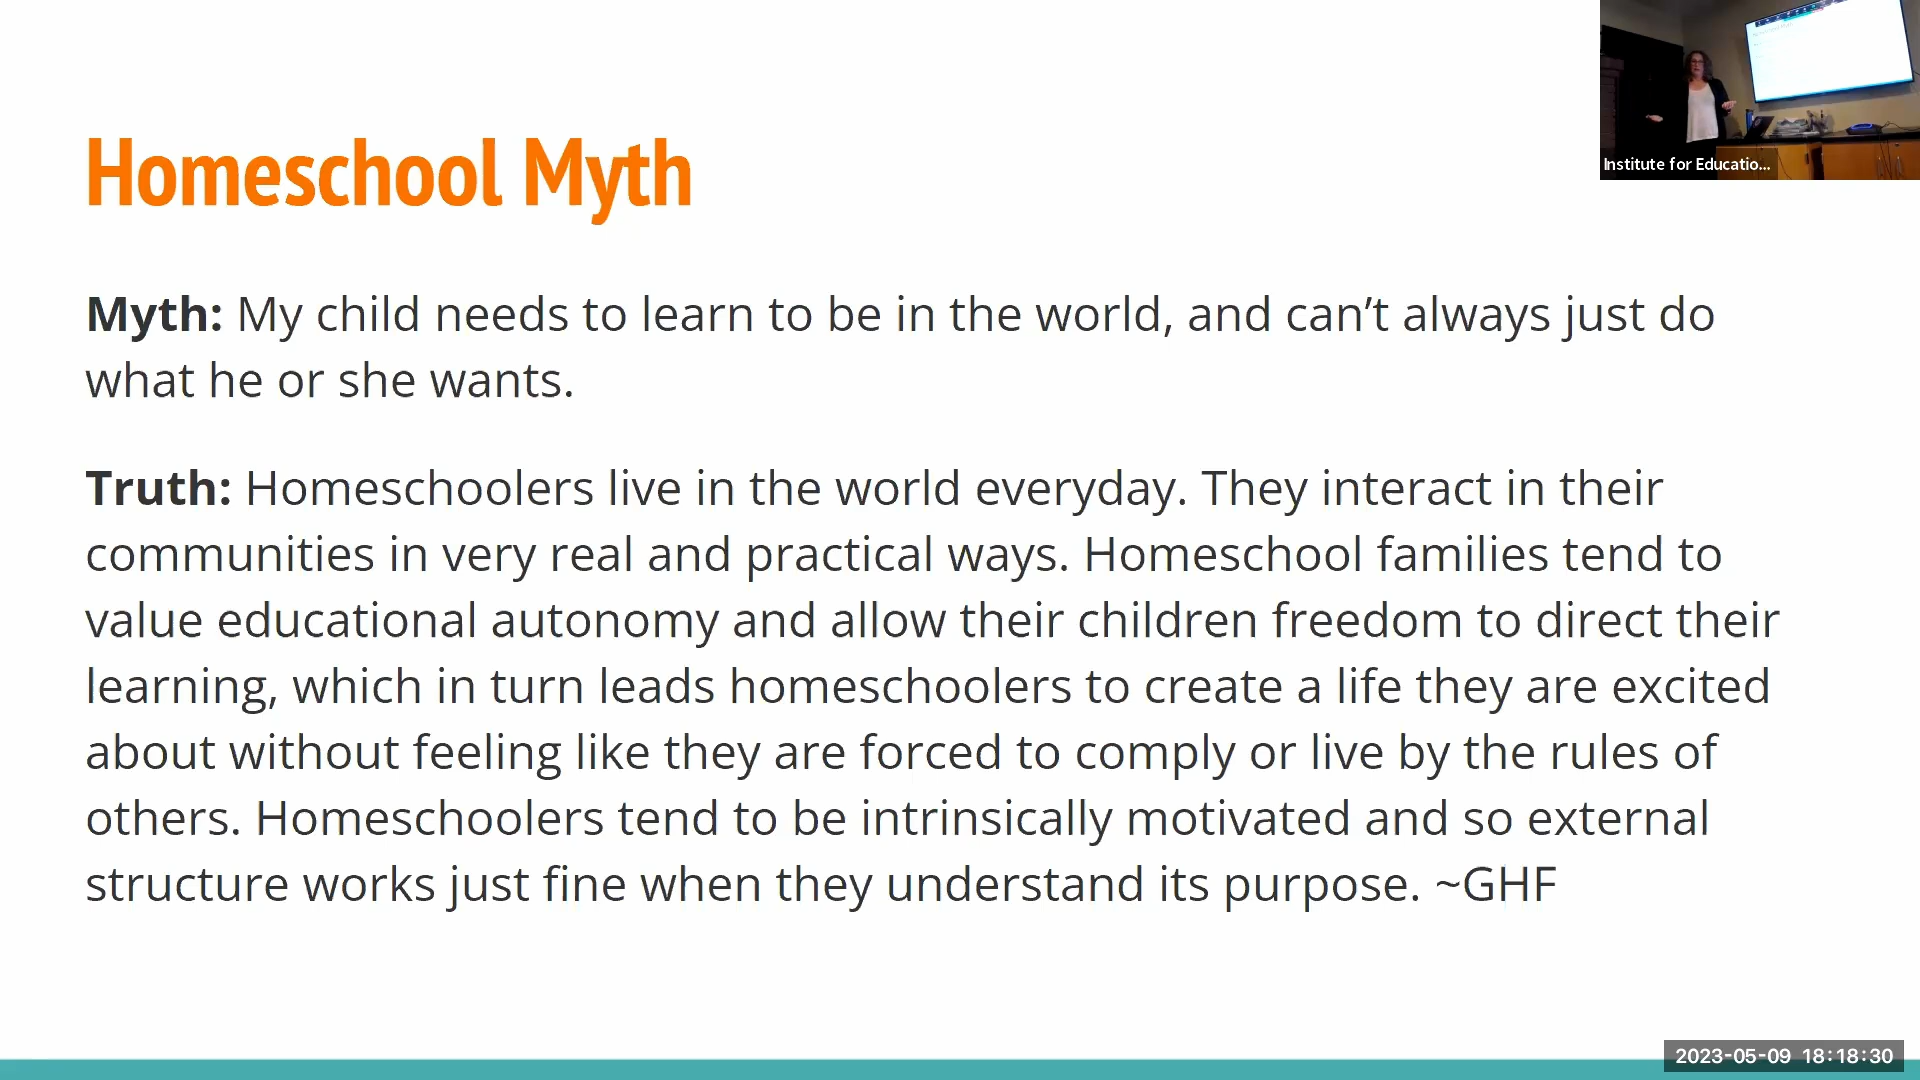 Homeschool Myth
Myth: My child needs to learn to be in the world, and can’t always just do
what he or she wants.
Truth: Homeschoolers live in the world everyday. They interact in their
communities in very real and practical ways. Homeschool families tend to
value educational autonomy and allow their children freedom to direct their
learning, which in turn leads homeschoolers to create a life they are excited
about without feeling like they are forced to comply or live by the rules of
others. Homeschoolers tend to be intrinsically motivated and so external
structure works just fine when they understand its purpose. ~GHF
Institute for Educatio...
2023-05-09 18:18:30